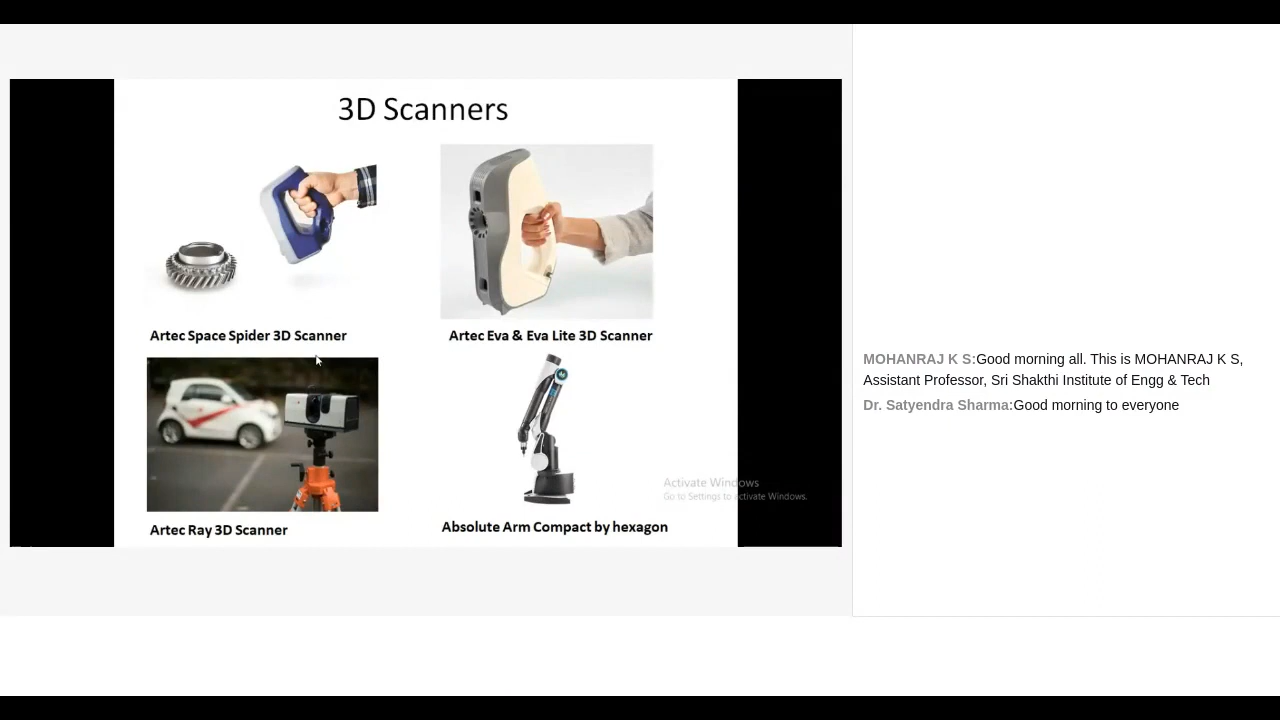 3D Scanners
Artec Space Spider 3D Scanner
Artec Eva & Eva Lite 3D Scanner
Artec Ray 3D Scanner
Absolute Arm Compact by hexagon
Activate Windows
Go to Settings to activate Windows.
MOHANRAJ K S:Good morning all. This is MOHANRAJ K S,
Assistant Professor, Sri Shakthi Institute of Engg & Tech
Dr. Satyendra Sharma:Good morning to everyone